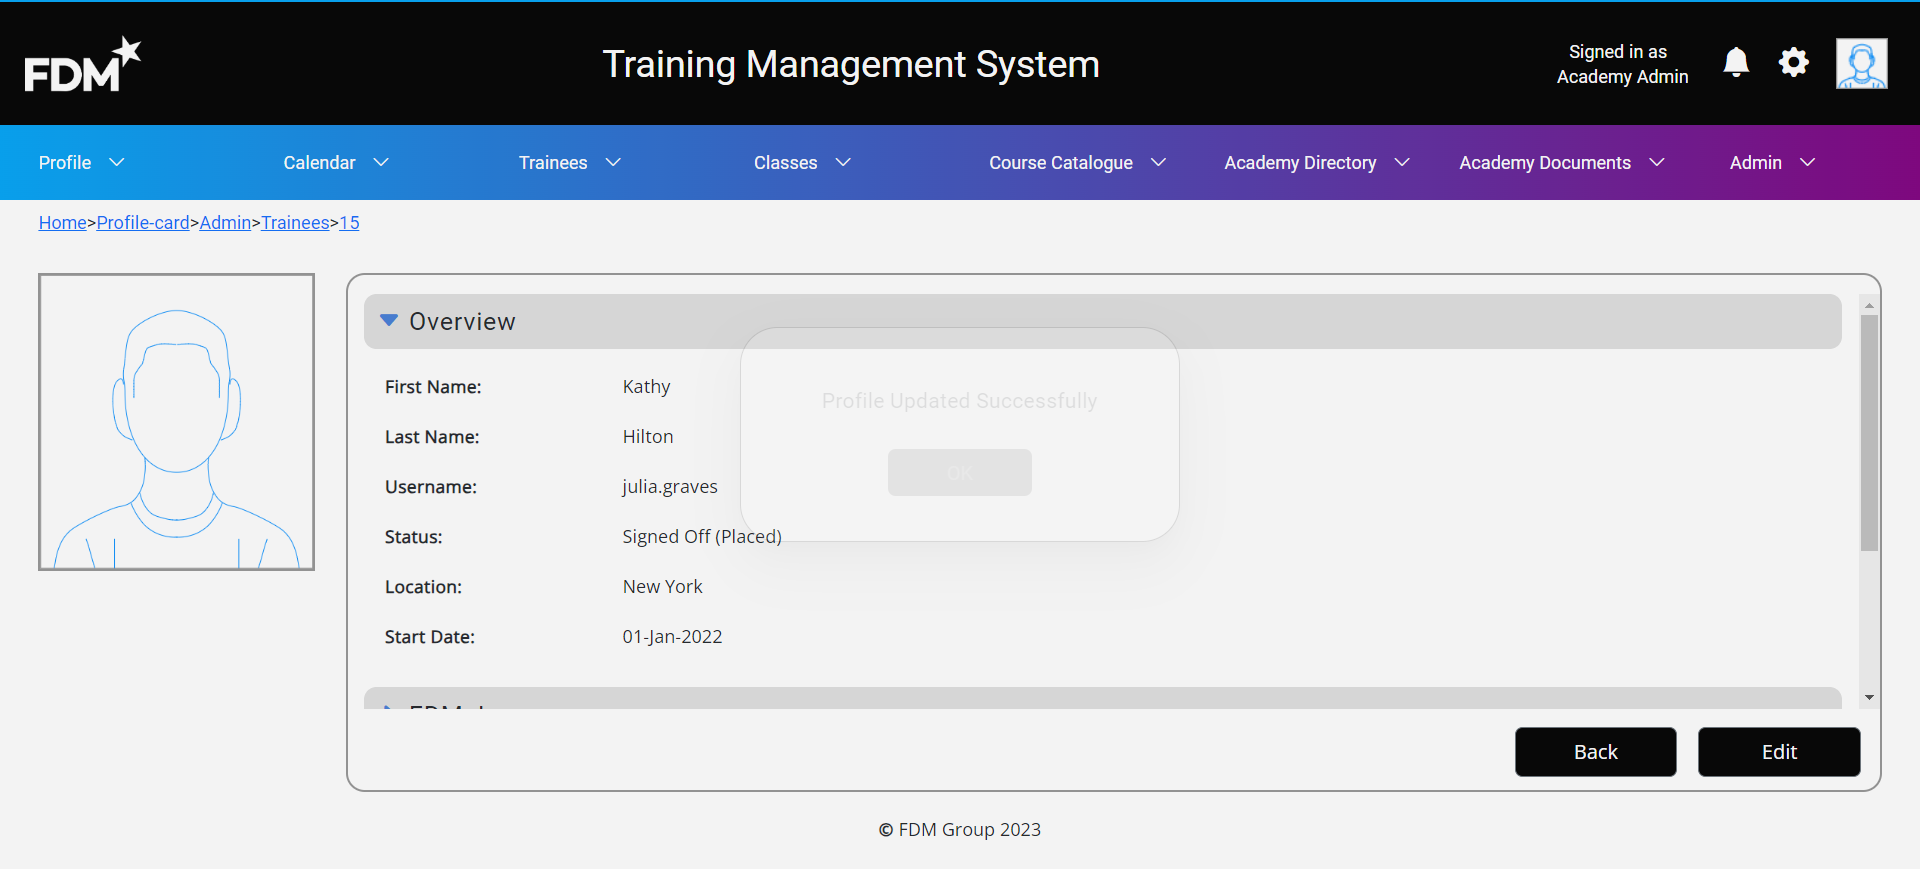 FDM
Training Management System
Signed in as
Academy Admin
Profile Calendar Trainees Classes Course Catalogue Academy Directory Academy Documents Admin
Home>Profile-card>Admin>Trainees>15
Overview
First Name: Kathy
Profile Updated Successfully
Last Name: Hilton
OK
Username: julia.graves
Status: Signed Off (Placed)
Location: New York
Start Date: 01-Jan-2022
Back Edit
© FDM Group 2023